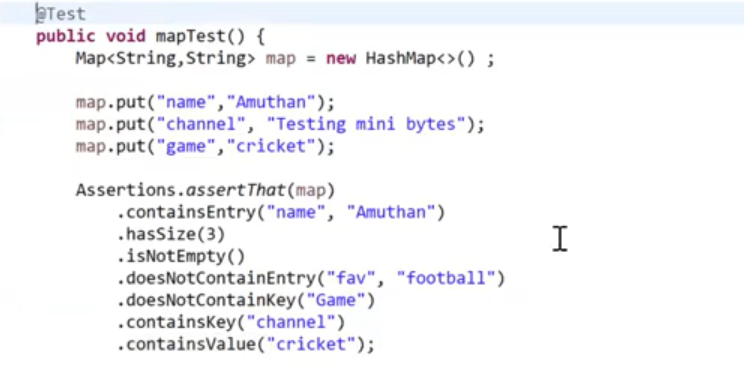 @Test
public void mapTest() {
Map<String,String> map = new HashMap<>() ;
map.put("name","Amuthan");
map.put("channel", "Testing mini bytes");
map.put("game","cricket");
Assertions.assertThat(map)
.containsEntry("name", "Amuthan")
.hasSize(3)
.isNotEmpty()
.doesNotContainEntry("fav", "football")
.doesNotContainKey("Game")
.containsKey("channel")
.containsValue("cricket");